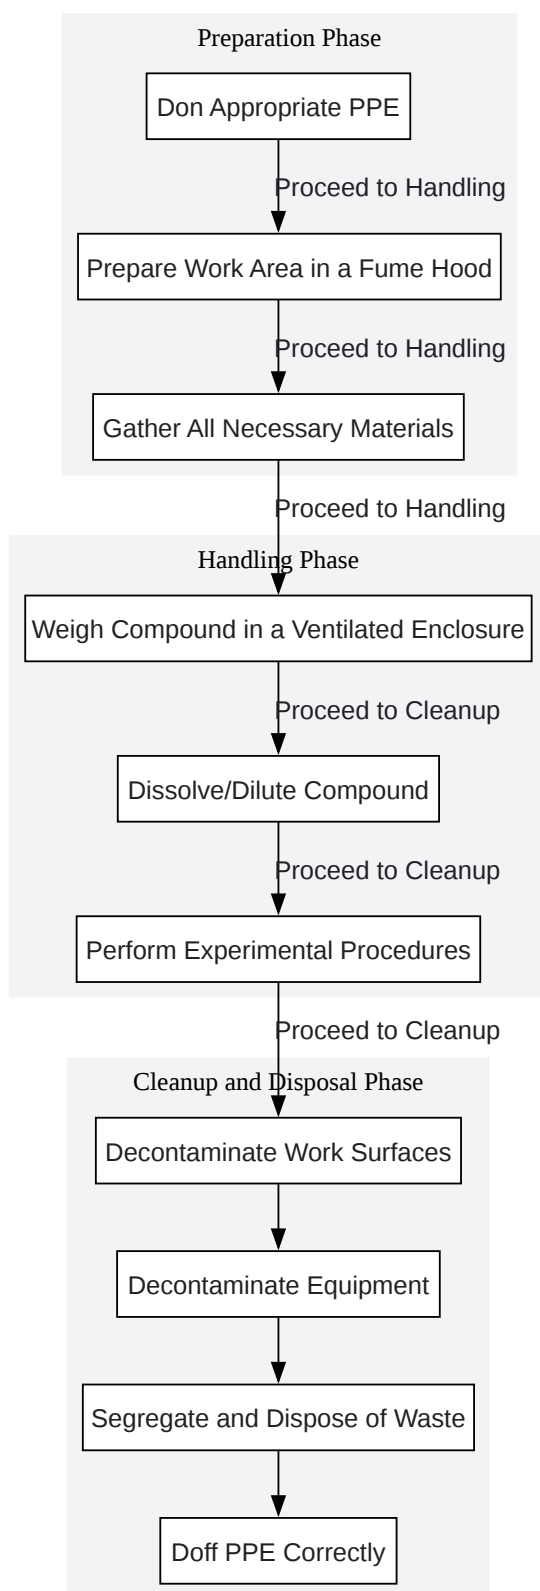 Preparation Phase
Don Appropriate PPE
Proceed to Handling
Prepare Work Area in a Fume Hood
Proceed to Handling
Gather All Necessary Materials
Proceed to Handling
Handling Phase
Weigh Compound in a Ventilated Enclosure
Proceed to Cleanup
Dissolve/Dilute Compound
Proceed to Cleanup
Perform Experimental Procedures
Proceed to Cleanup
Cleanup and Disposal Phase
Decontaminate Work Surfaces
Decontaminate Equipment
Segregate and Dispose of Waste
Doff PPE Correctly